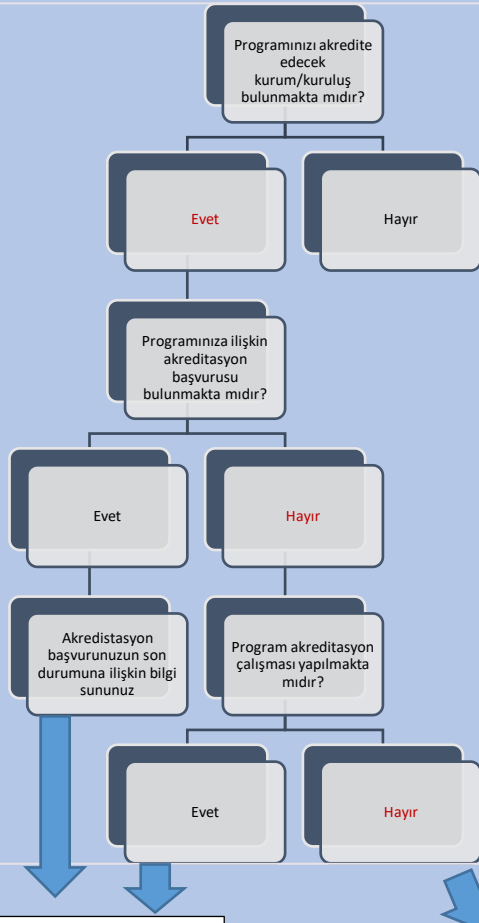 Programınızı akredite
edecek
kurum/kuruluş
bulunmakta mıdır?
Evet
Hayır
Programınıza ilişkin
akreditasyon
başvurusu
bulunmakta mıdır?
Evet
Hayır
Akredistasyon
başvurunuzun son
durumuna ilişkin bilgi
sununuz
Program akreditasyon
çalışması yapılmakta
mıdır?
Evet
Hayır